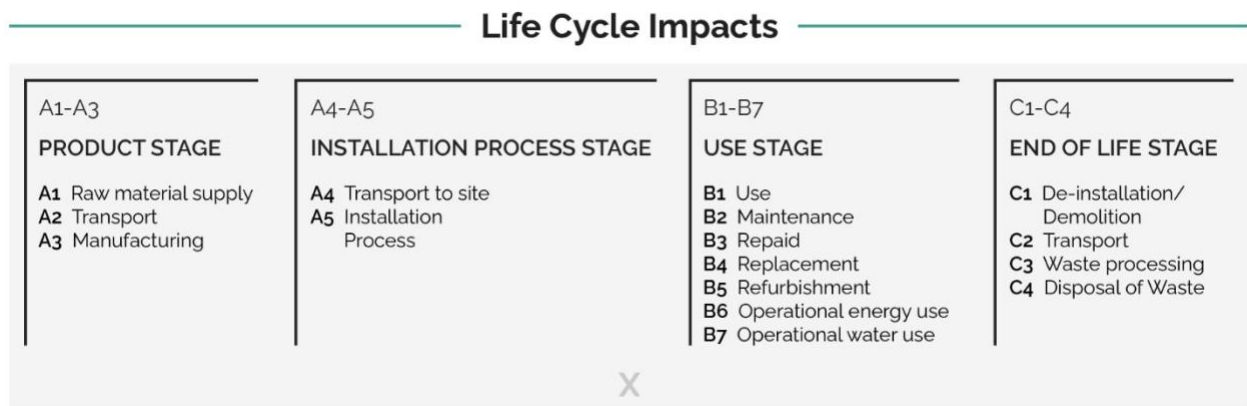 Life Cycle Impacts
A1-A3
PRODUCT STAGE
A1 Raw material supply
A2 Transport
A3 Manufacturing
A4-A5
INSTALLATION PROCESS STAGE
A4 Transport to site
A5 Installation
Process
B1-B7
USE STAGE
B1 Use
B2 Maintenance
B3 Repaid
B4 Replacement
B5 Refurbishment
B6 Operational energy use
B7 Operational water use
C1-C4
END OF LIFE STAGE
C1 De-installation/
Demolition
C2 Transport
C3 Waste processing
C4 Disposal of Waste
X